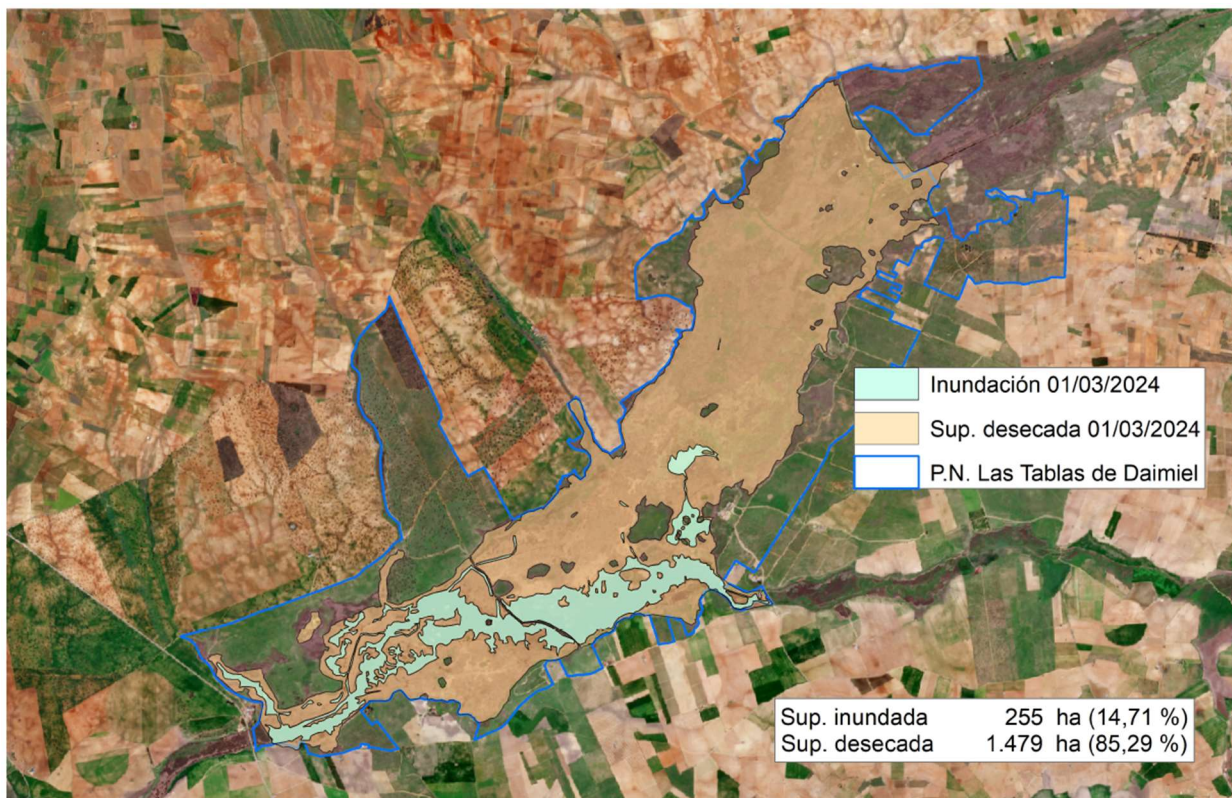 Inundación 01/03/2024
Sup. desecada 01/03/2024
P.N. Las Tablas de Daimiel
Sup. inundada 255 ha (14,71 %)
Sup. desecada 1.479 ha (85,29 %)